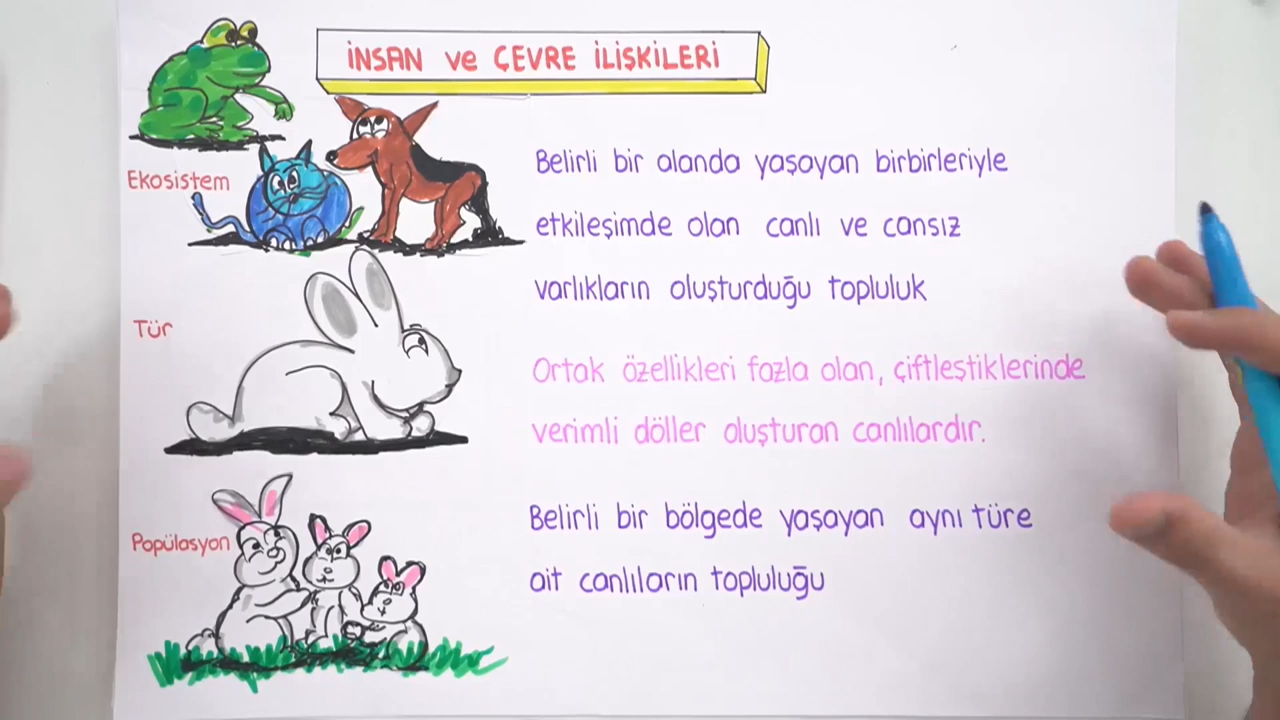 İNSAN ve ÇEVRE İLİŞKİLERİ
Ekosistem
Belirli bir alanda yaşayan birbirleriyle
etkileşimde olan canlı ve cansız
varlıkların oluşturduğu topluluk
Tür
Ortak özellikleri fazla olan, çiftleştiklerinde
verimli döller oluşturan canlılardır.
Popülasyon
Belirli bir bölgede yaşayan aynı türe
ait canlıların topluluğu